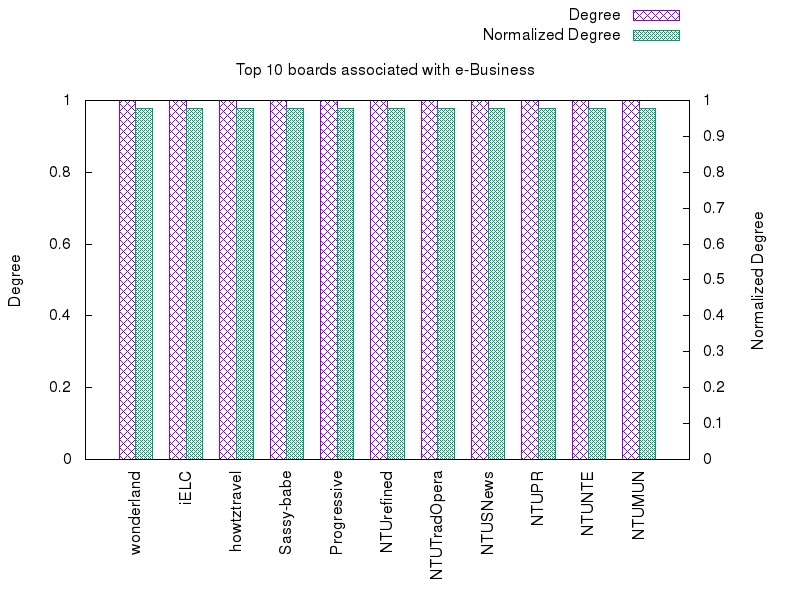 Degree
Normalized Degree
Top 10 boards associated with e-Business
1
0.8
0.6
0.4
0.2
0
Degree
1
0.9
0.8
0.7
0.6
0.5
0.4
0.3
0.2
0.1
0
Normalized Degree
wonderland
iELC
howtztravel
Sassy-babe
Progressive
NTUrefined
NTUTradOpera
NTUSNews
NTUPR
NTUNTE
NTUMUN